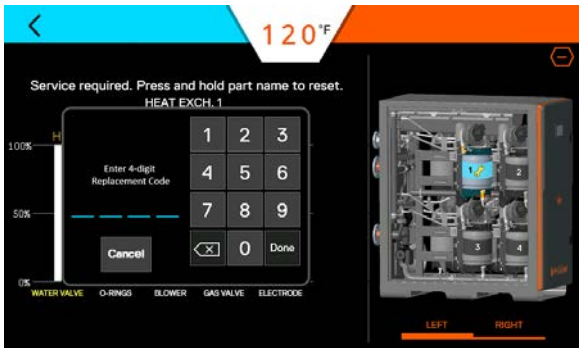 120°F
Service required. Press and hold part name to reset.
HEAT EXCH. 1
H
100%
50%
0%
Enter 4-digit
Replacement Code
1 2 3
4 5 6
7 8 9
0 Done
Cancel
WATER VALVE O-RINGS BLOWER GAS VALVE ELECTRODE
1 2
3 4
LEFT RIGHT